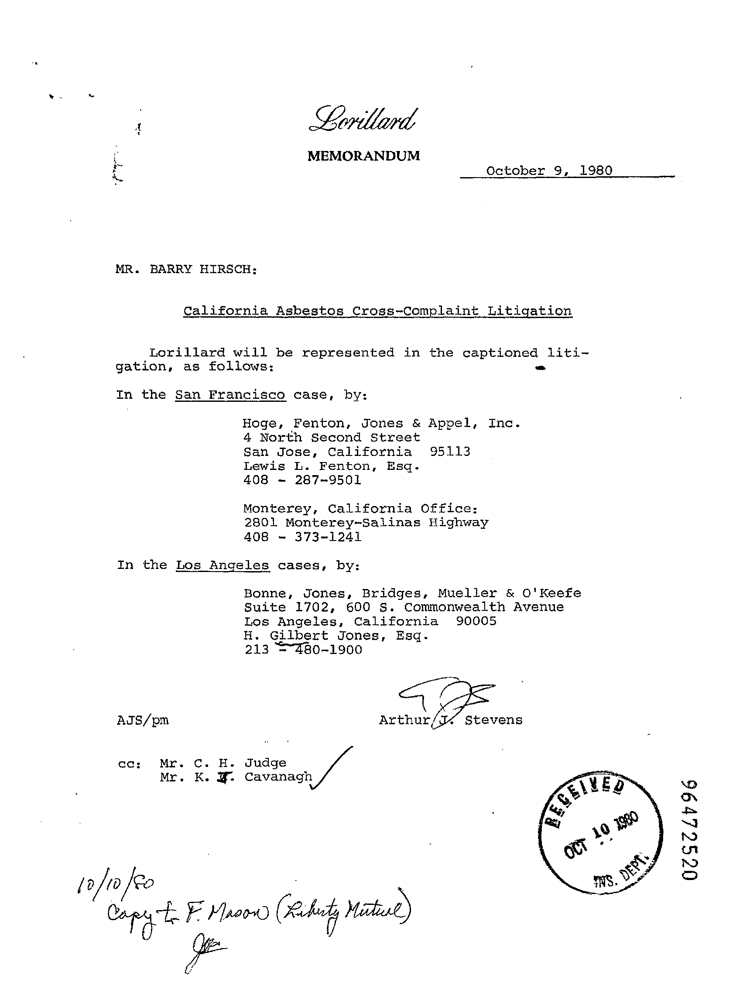 Lorillard
MEMORANDUM
October 9, 1980
MR. BARRY HIRSCH:
California Asbestos Cross-Complaint Litigation
Lorillard will be represented in the captioned liti-
gation, as follows:
In the San Francisco case, by:
Hoge, Fenton, Jones & Appel, Inc.
4 North Second Street
San Jose, California 95113
Lewis L. Fenton, Esq.
408 - 287-9501
Monterey, California Office:
2801 Monterey-Salinas Highway
408 - 373-1241
In the Los Angeles cases, by:
Bonne, Jones, Bridges, Mueller & O'Keefe
Suite 1702, 600 S. Commonwealth Avenue
Los Angeles, California 90005
H. Gilbert Jones, Esq.
213 - 480-1900
AJS/pm
Arthur J. Stevens
cc: Mr. C. H. Judge
Mr. K. Cavanagh
RECEIVED
OCT 10 1980
INS. DEPT.
96472520
10/10/80
Copy to F. Mason (Liberty Mutual)